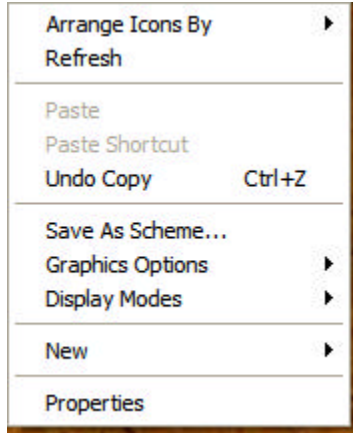 Arrange Icons By
Refresh
Paste
Paste Shortcut
Undo Copy Ctrl+Z
Save As Scheme...
Graphics Options
Display Modes
New
Properties